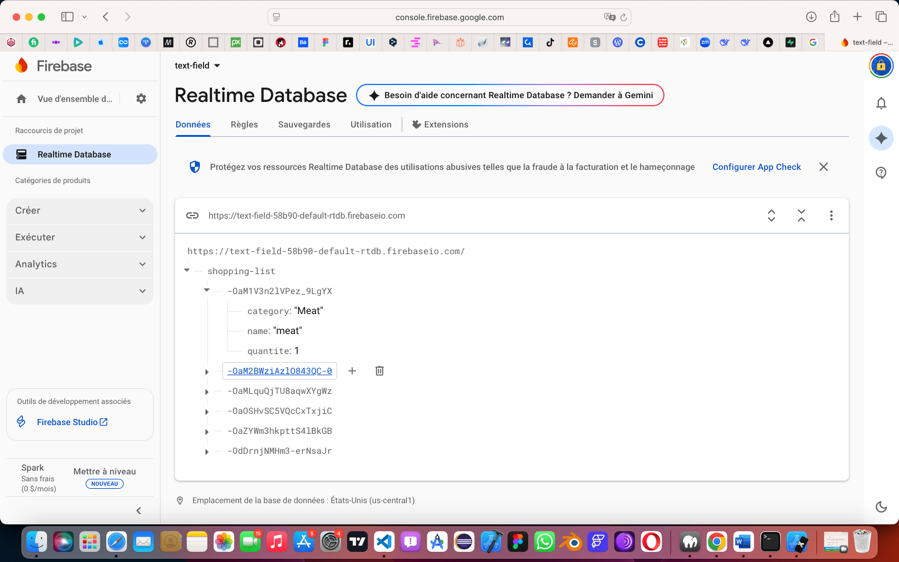 console.firebase.google.com
text-field –...
Firebase
text-field
Realtime Database
Besoin d'aide concernant Realtime Database ? Demander à Gemini
Vue d'ensemble d...
Données
Règles
Sauvegardes
Utilisation
Extensions
Raccourcis de projet
Realtime Database
Catégories de produits
Créer
Exécuter
Analytics
IA
Protégez vos ressources Realtime Database des utilisations abusives telles que la fraude à la facturation et le hameçonnage
Configurer App Check
https://text-field-58b90-default-rtdb.firebaseio.com
https://text-field-58b90-default-rtdb.firebaseio.com/
shopping-list
-OaM1V3n2lVPez_9LgYX
category: "Meat"
name: "meat"
quantite: 1
-OaM2BWziAzlO843QC-0
-OaMLquQjTU8aqwXYgWz
-OaOSHvSC5VQcCxTxjiC
-OaZYWm3hkpttS4lBkGB
-OdDrnjNMHm3-erNsaJr
Outils de développement associés
Firebase Studio
Spark
Sans frais
(0 $/mois)
Mettre à niveau
NOUVEAU
Emplacement de la base de données : États-Unis (us-central1)